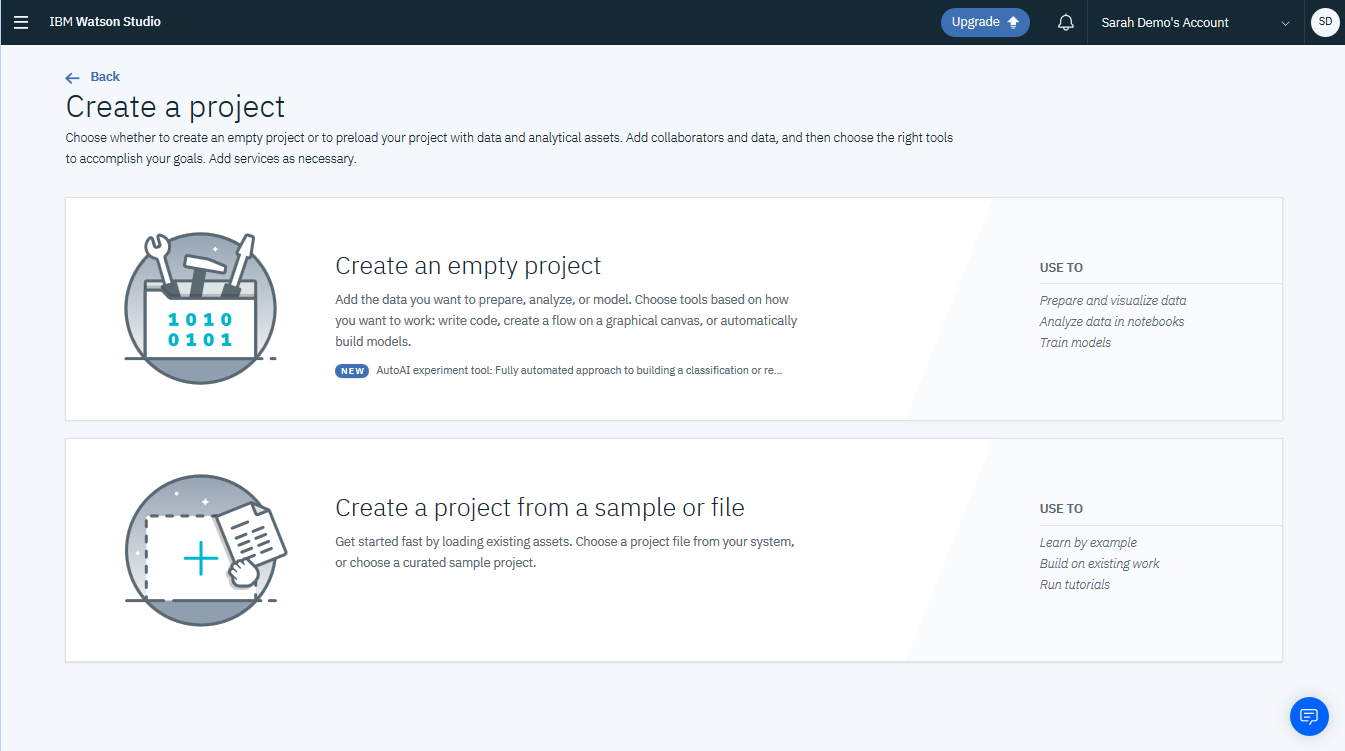 IBM Watson Studio
Upgrade
Sarah Demo's Account
SD
Back
Create a project
Choose whether to create an empty project or to preload your project with data and analytical assets. Add collaborators and data, and then choose the right tools
to accomplish your goals. Add services as necessary.
1010
0101
Create an empty project
Add the data you want to prepare, analyze, or model. Choose tools based on how
you want to work: write code, create a flow on a graphical canvas, or automatically
build models.
NEW AutoAI experiment tool: Fully automated approach to building a classification or re...
USE TO
Prepare and visualize data
Analyze data in notebooks
Train models
Create a project from a sample or file
Get started fast by loading existing assets. Choose a project file from your system,
or choose a curated sample project.
USE TO
Learn by example
Build on existing work
Run tutorials